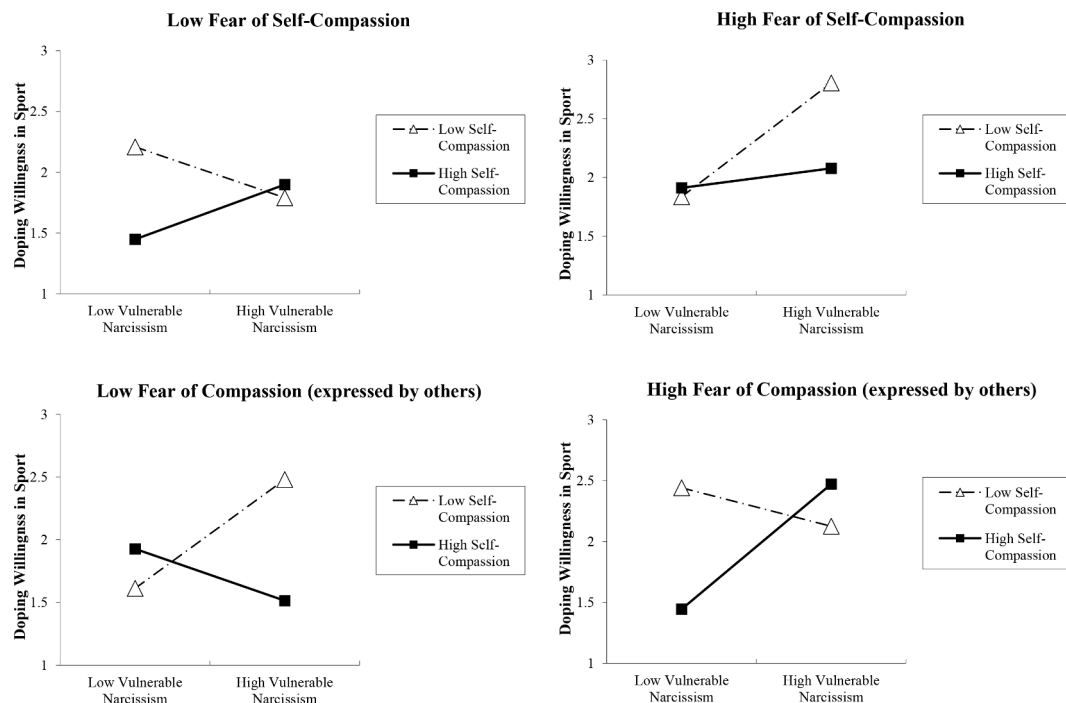 Low Fear of Self-Compassion
Doping Willingnss in Sport
3
2.5
2
1.5
1
Low Vulnerable
Narcissism
High Vulnerable
Narcissism
Low Self-
Compassion
High Self-
Compassion
High Fear of Self-Compassion
Doping Willingness in Sport
3
2.5
2
1.5
1
Low Vulnerable
Narcissism
High Vulnerable
Narcissism
Low Self-
Compassion
High Self-
Compassion
Low Fear of Compassion (expressed by others)
Doping Willingnss in Sport
3
2.5
2
1.5
1
Low Vulnerable
Narcissism
High Vulnerable
Narcissism
Low Self-
Compassion
High Self-
Compassion
High Fear of Compassion (expressed by others)
Doping Willingness in Sport
3
2.5
2
1.5
1
Low Vulnerable
Narcissism
High Vulnerable
Narcissism
Low Self-
Compassion
High Self-
Compassion